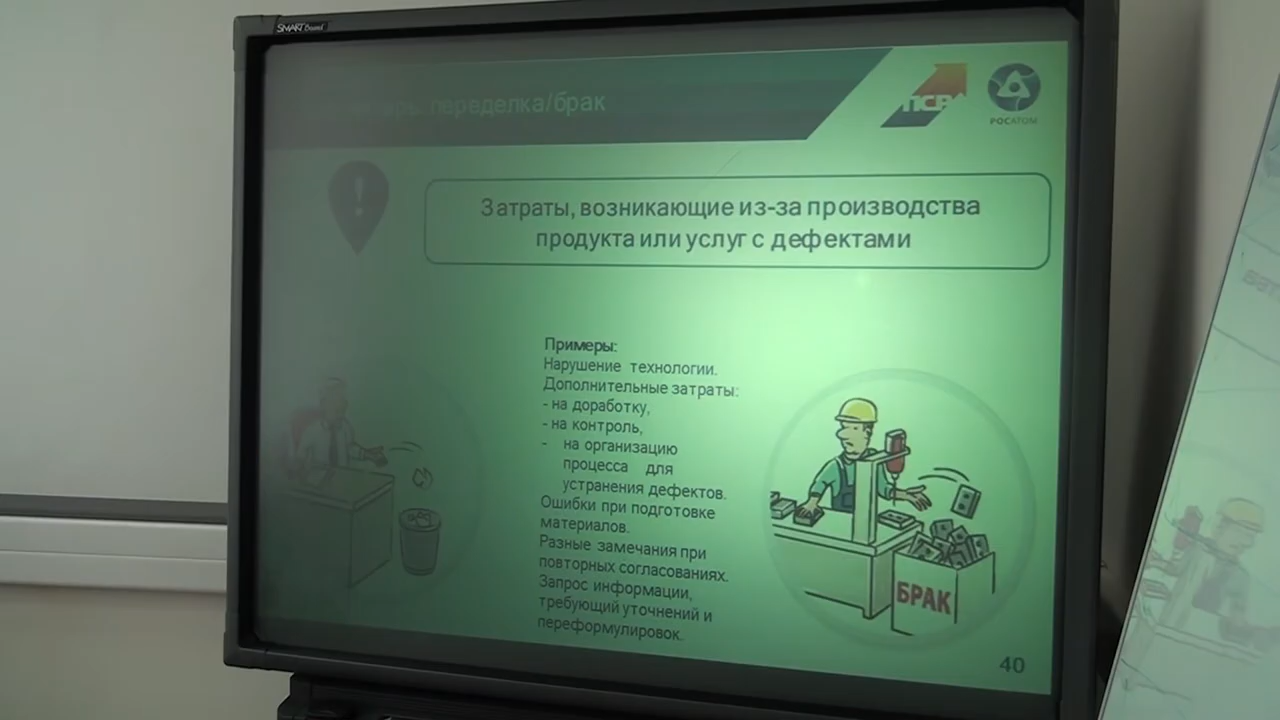 SMART Board
переделка/брак
ПСР
РОСАТОМ
Затраты, возникающие из-за производства
продукта или услуг с дефектами
Примеры:
Нарушение технологии.
Дополнительные затраты:
- на доработку,
- на контроль,
- на организацию
процесса для
устранения дефектов.
Ошибки при подготовке
материалов.
Разные замечания при
повторных согласованиях.
Запрос информации,
требующий уточнений и
переформулировок.
БРАК
40